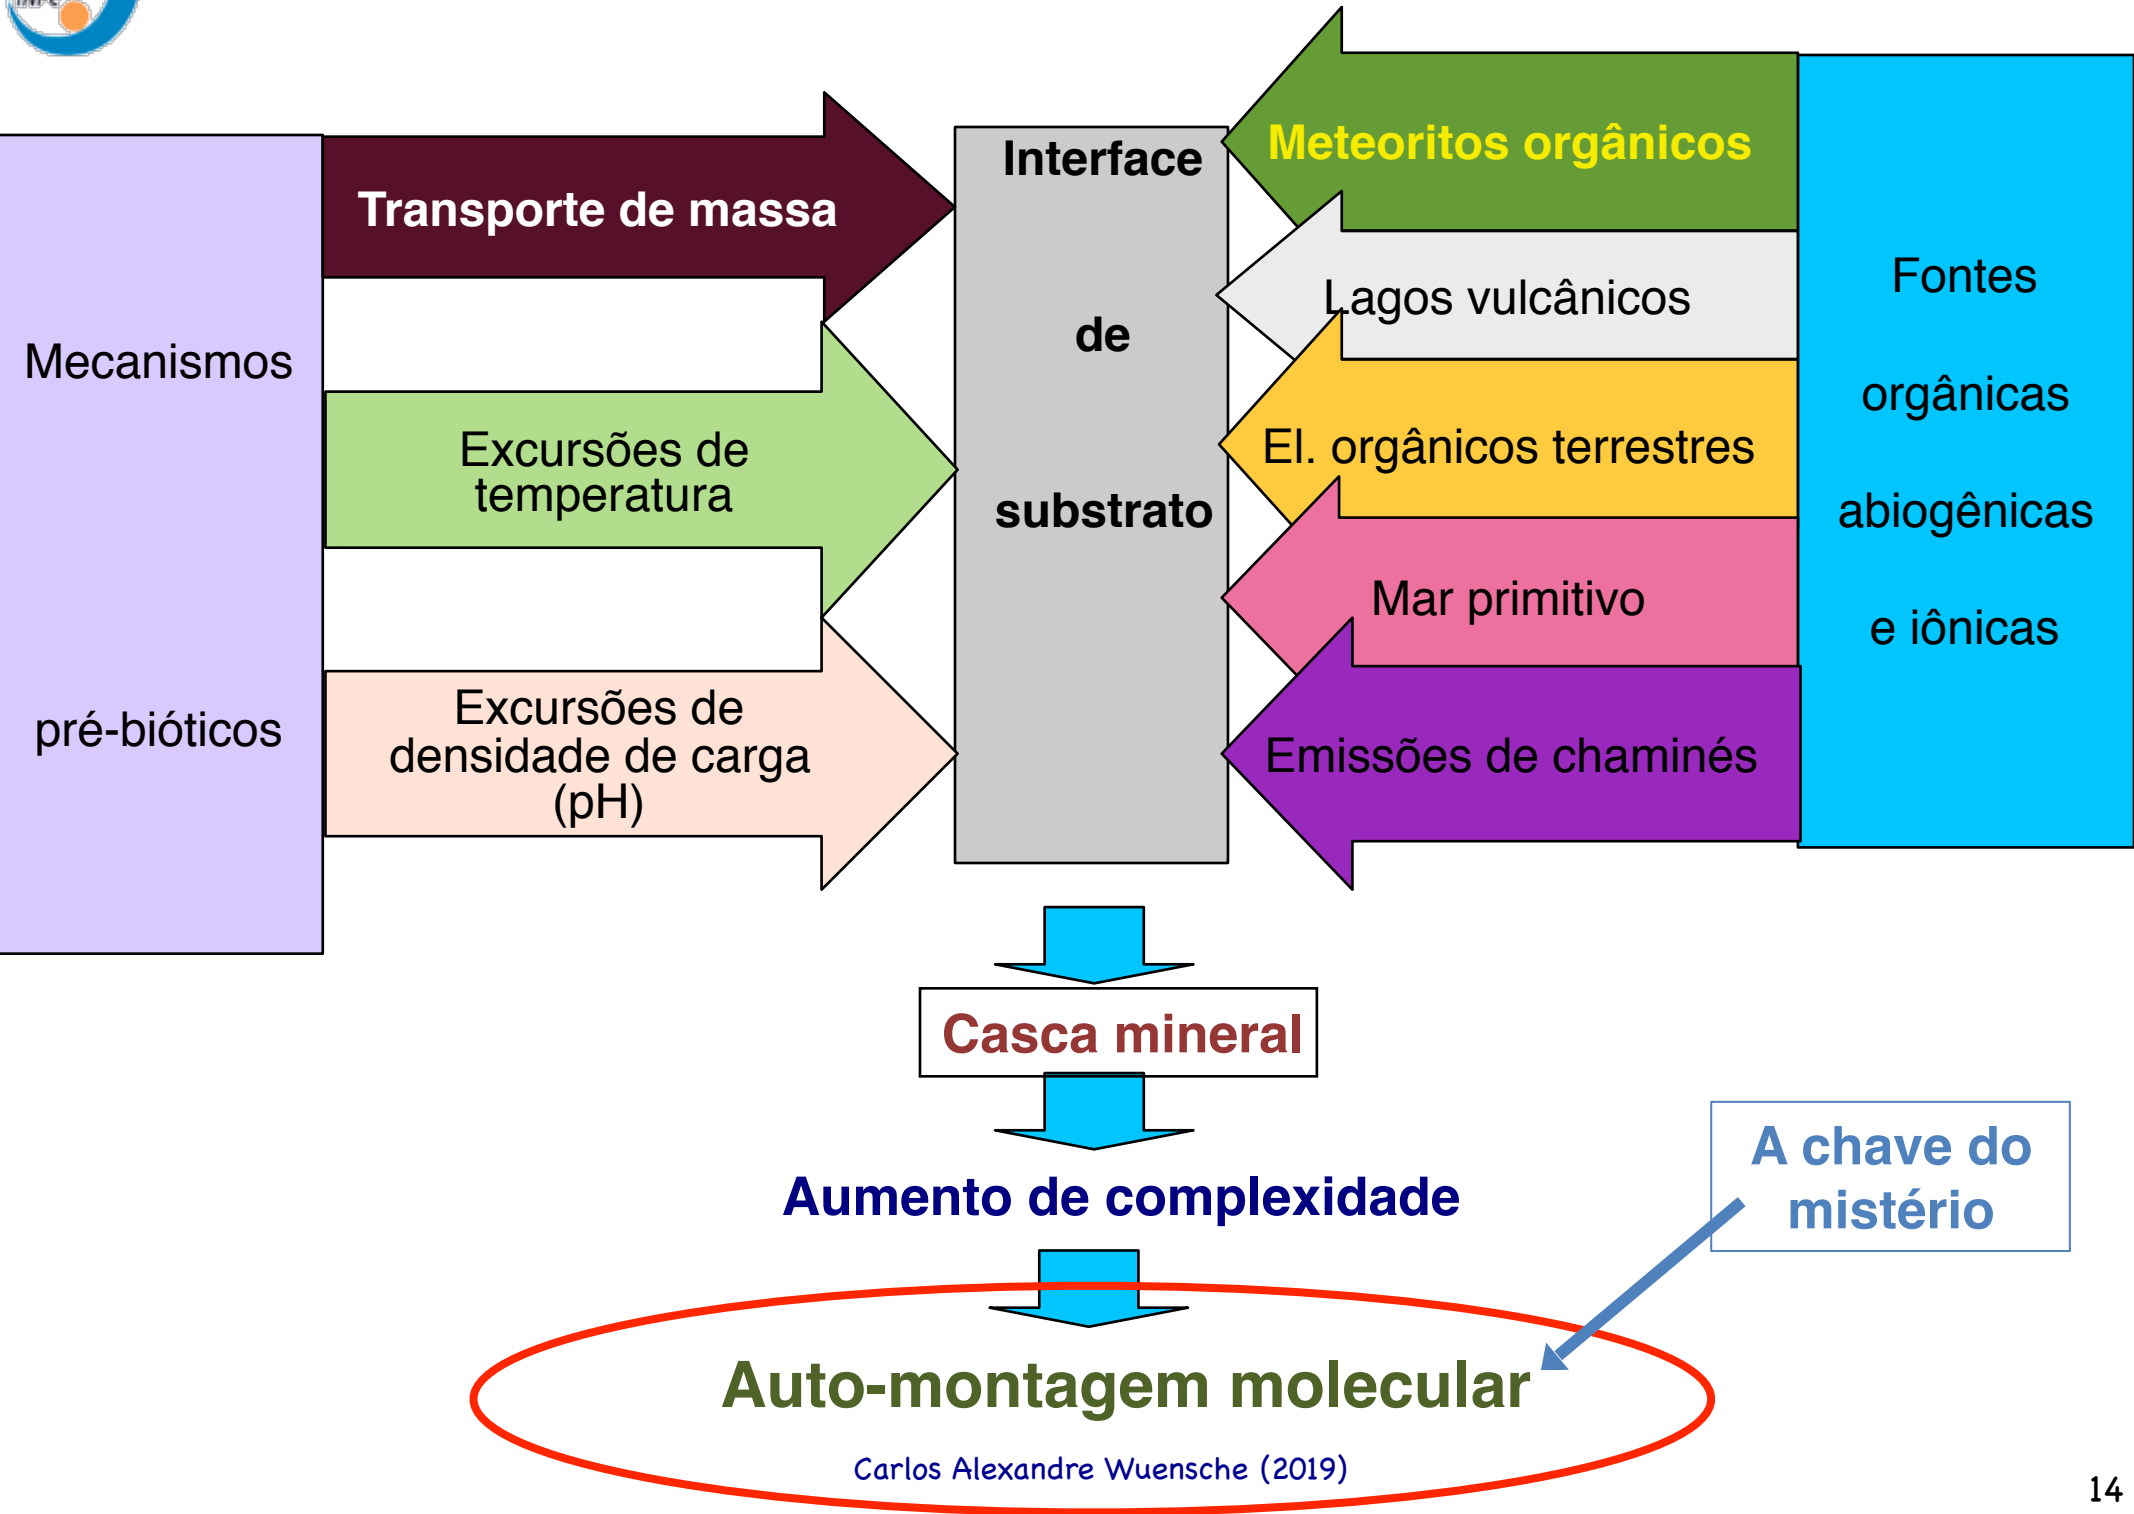 INPE
Mecanismos
pré-bióticos
Transporte de massa
Excursões de
temperatura
Excursões de
densidade de carga
(pH)
Interface
de
substrato
Meteoritos orgânicos
Lagos vulcânicos
El. orgânicos terrestres
Mar primitivo
Emissões de chaminés
Fontes
orgânicas
abiogênicas
e iônicas
Casca mineral
Aumento de complexidade
A chave do
mistério
Auto-montagem molecular
Carlos Alexandre Wuensche (2019)
14